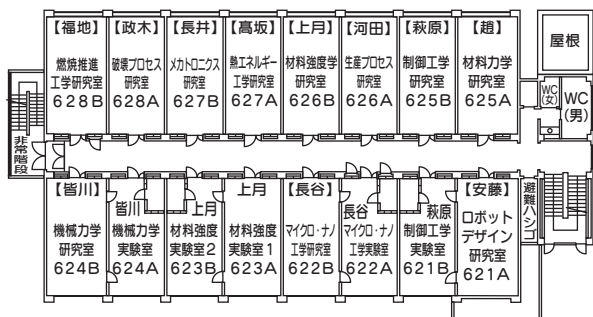 【福地】
燃焼推進
工学研究室
628B
【政木】
破壊プロセス
研究室
628A
【長井】
メカトロニクス
研究室
627B
【髙坂】
熱エネルギー
工学研究室
627A
【上月】
材料強度学
研究室
626B
【河田】
生産プロセス
研究室
626A
【萩原】
制御工学
研究室
625B
【趙】
材料力学
研究室
625A
屋根
WC
(女)
WC
(男)
非常階段
【皆川】
機械力学
研究室
624B
皆川
機械力学
実験室
624A
上月
材料強度
実験室2
623B
上月
材料強度
実験室1
623A
【長谷】
マイクロ・ナノ
工学研究室
622B
長谷
マイクロ・ナノ
工学実験室
622A
萩原
制御工学
実験室
621B
【安藤】
ロボット
デザイン
研究室
621A
避難ハシゴ